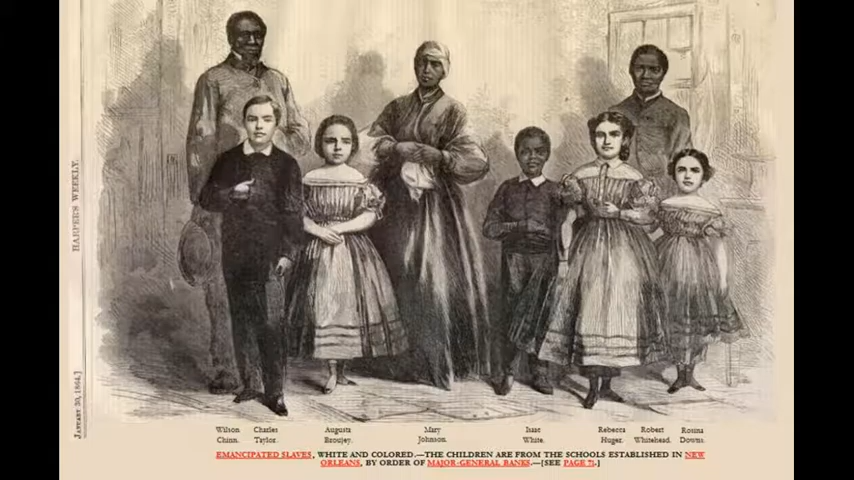 HARPER'S WEEKLY.
JANUARY 30, 1864.]
Wilson Charles Augusta Mary Isaac Rebecca Robert Rosina
Chinn. Taylor. Broujey. Johnson. White. Huger. Whitehead. Downs.
EMANCIPATED SLAVES, WHITE AND COLORED.—THE CHILDREN ARE FROM THE SCHOOLS ESTABLISHED IN NEW
ORLEANS, BY ORDER OF MAJOR-GENERAL BANKS.—[SEE PAGE 71.]